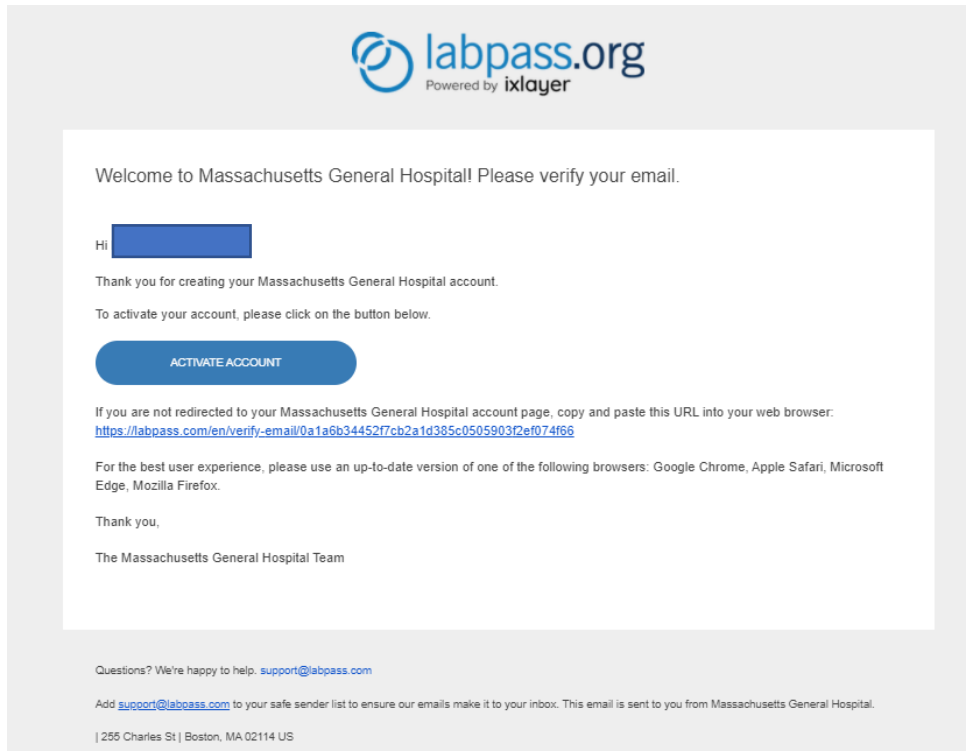 labpass.org
Powered by ixlayer
Welcome to Massachusetts General Hospital! Please verify your email.
Hi
Thank you for creating your Massachusetts General Hospital account.
To activate your account, please click on the button below.
ACTIVATE ACCOUNT
If you are not redirected to your Massachusetts General Hospital account page, copy and paste this URL into your web browser:
https://labpass.com/en/verify-email/0a1a6b34452f7cb2a1d385c0505903f2ef074f66
For the best user experience, please use an up-to-date version of one of the following browsers: Google Chrome, Apple Safari, Microsoft
Edge, Mozilla Firefox.
Thank you,
The Massachusetts General Hospital Team
Questions? We're happy to help. support@labpass.com
Add support@labpass.com to your safe sender list to ensure our emails make it to your inbox. This email is sent to you from Massachusetts General Hospital.
| 255 Charles St | Boston, MA 02114 US